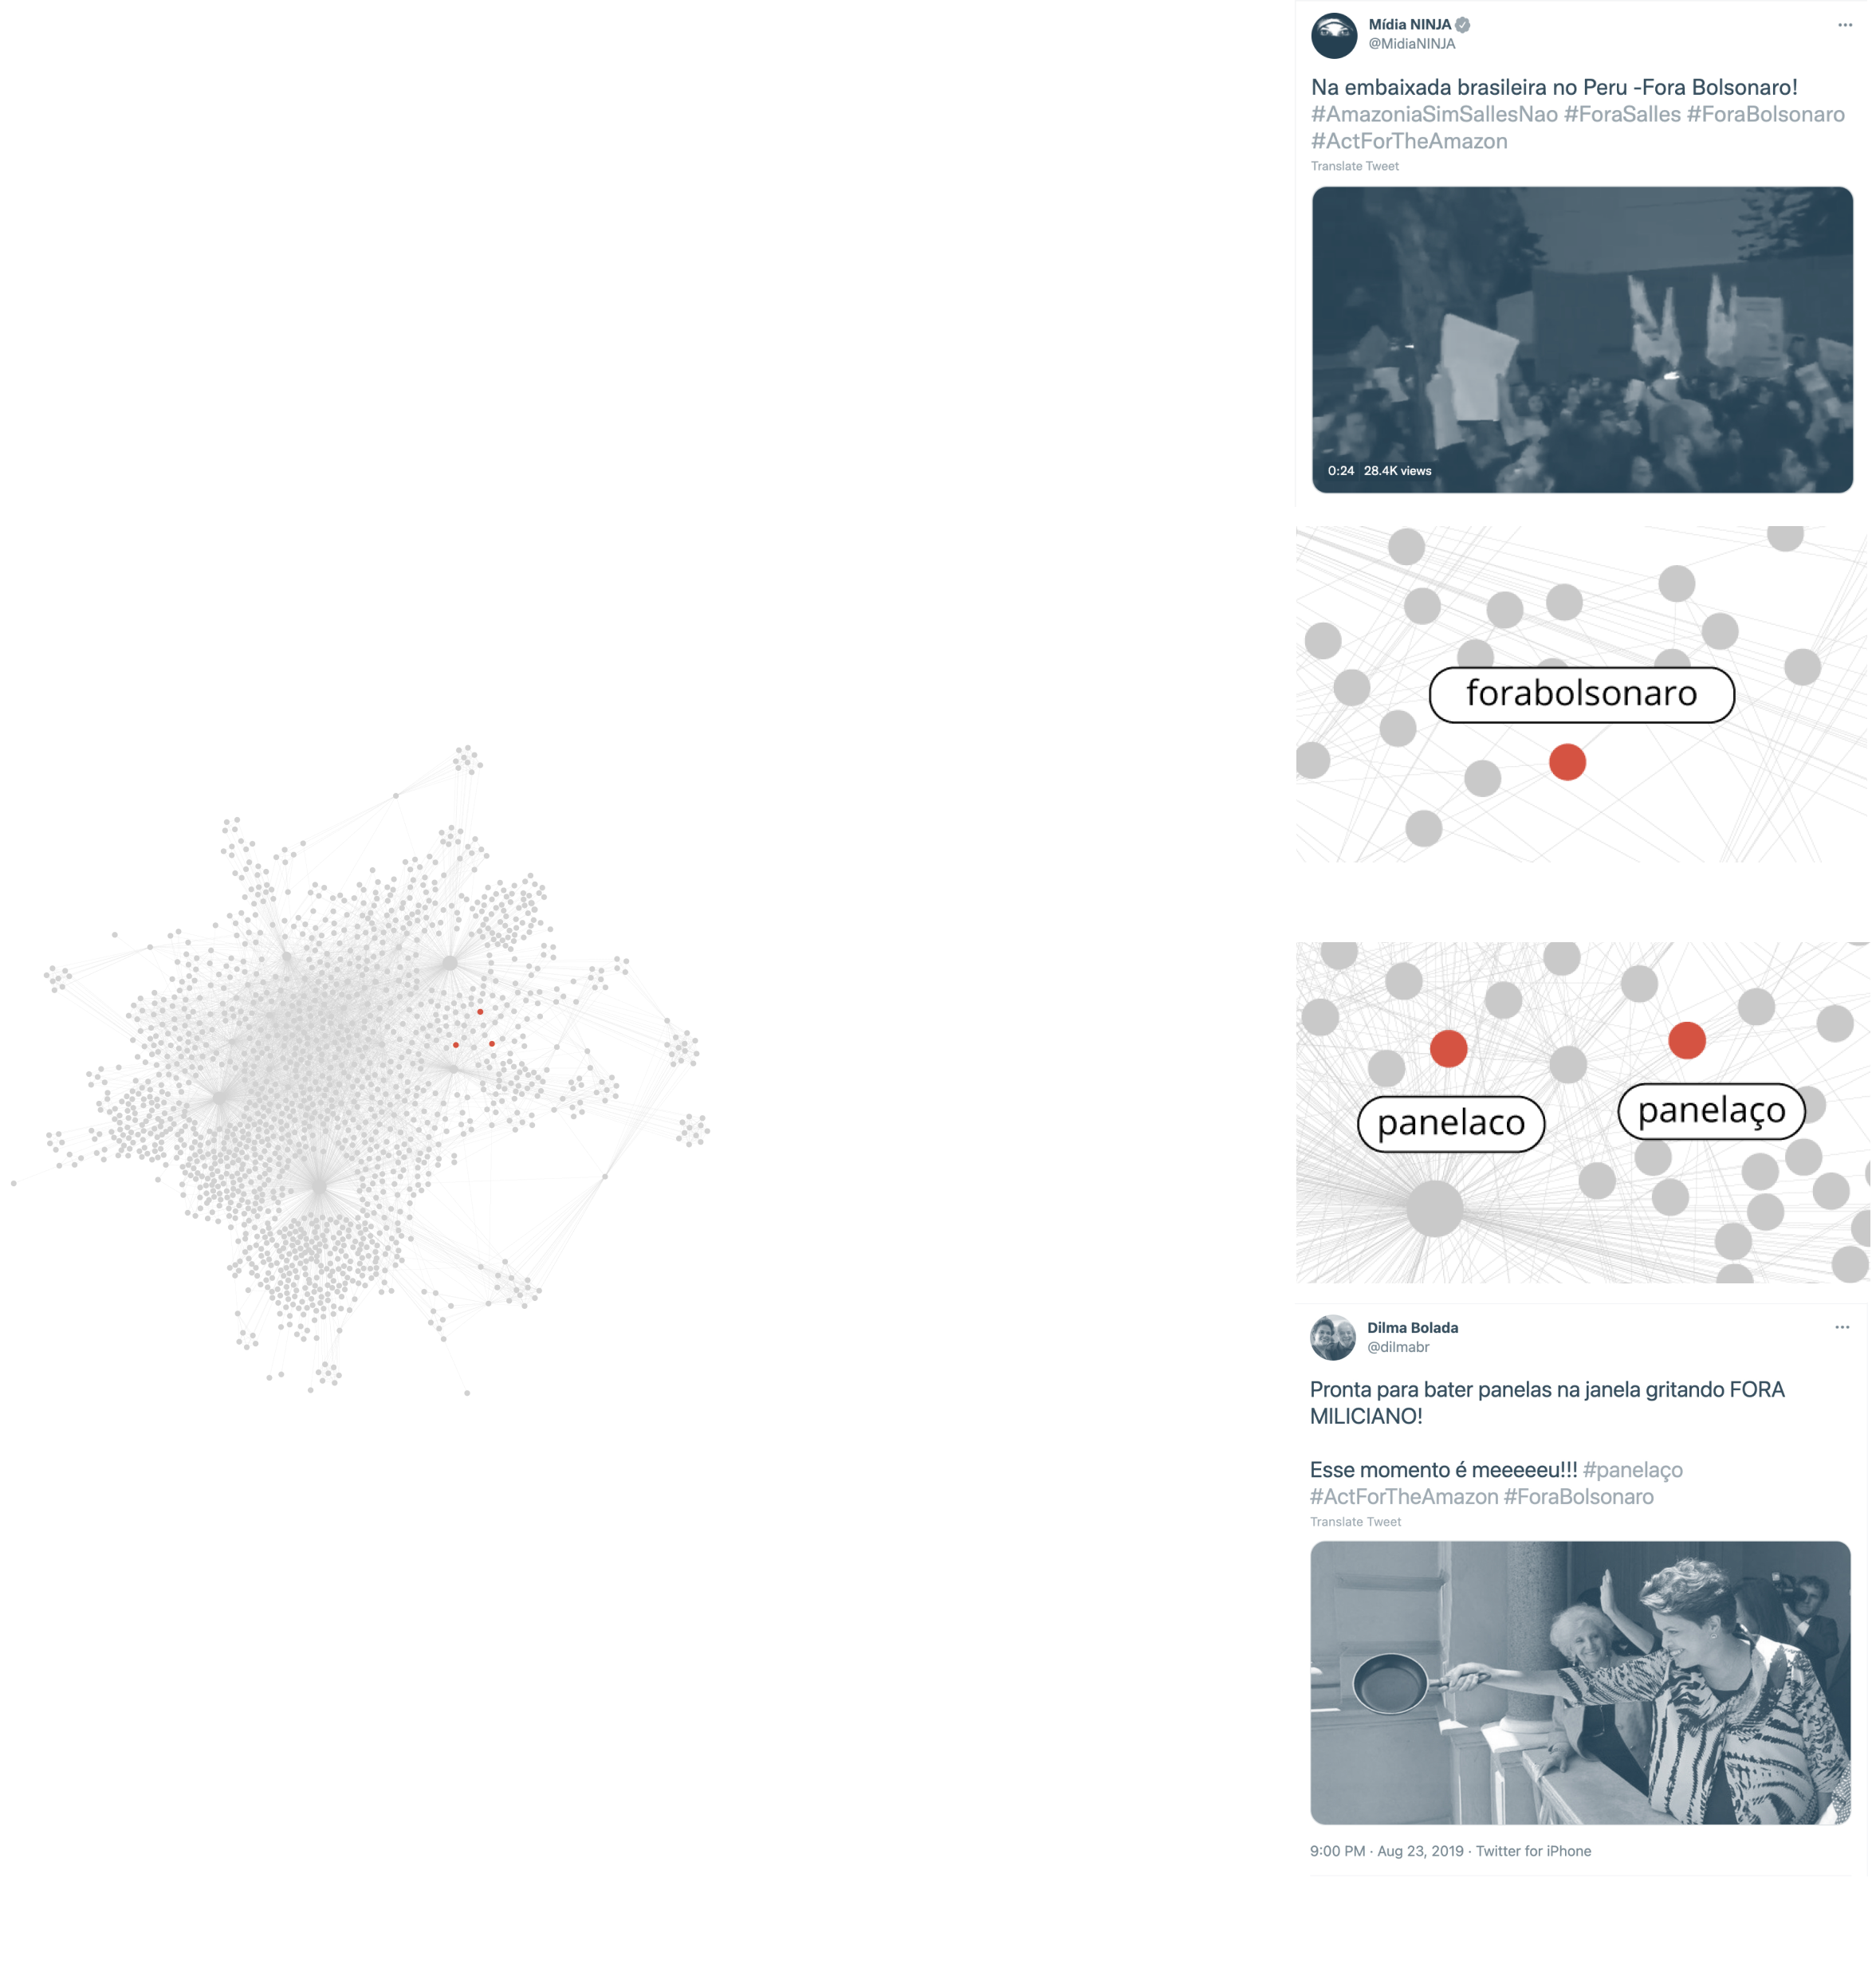 Mídia NINJA
@MidiaNINJA
Na embaixada brasileira no Peru -Fora Bolsonaro!
#AmazoniaSimSallesNao #ForaSalles #ForaBolsonaro
#ActForTheAmazon
Translate Tweet
0:24 28.4K views
forabolsonaro
panelaco
panelaço
Dilma Bolada
@dilmabr
Pronta para bater panelas na janela gritando FORA
MILICIANO!
Esse momento é meeeeeu!!! #panelaço
#ActForTheAmazon #ForaBolsonaro
Translate Tweet
9:00 PM · Aug 23, 2019 · Twitter for iPhone